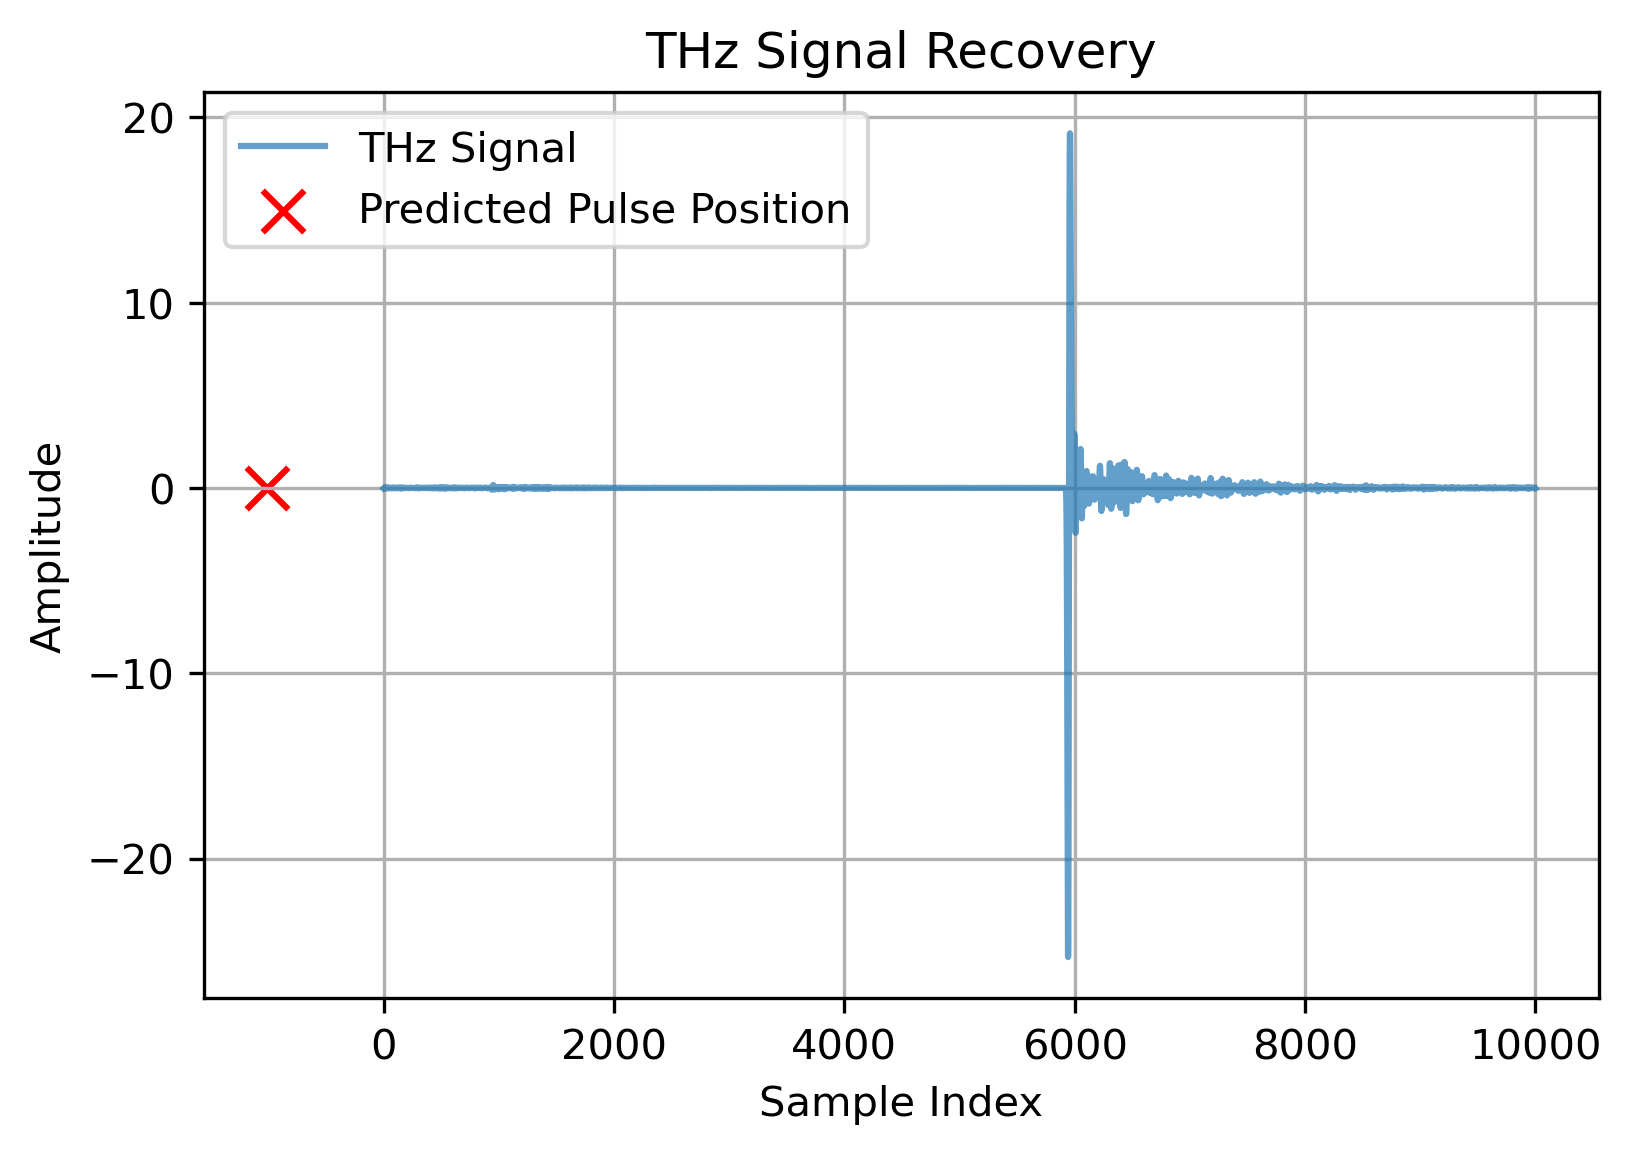 THz Signal Recovery
THz Signal
Predicted Pulse Position
20
10
0
−10
−20
Amplitude
0 2000 4000 6000 8000 10000
Sample Index